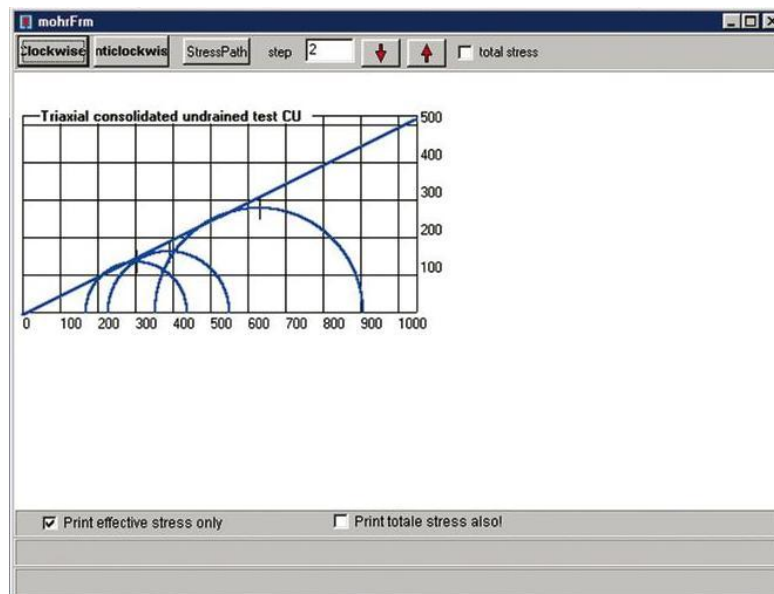 mohrFrm
Clockwise nticlockwis StressPath step 2 total stress
Triaxial consolidated undrained test CU
500
400
300
200
100
0 100 200 300 400 500 600 700 800 900 1000
Print effective stress only Print totale stress also!